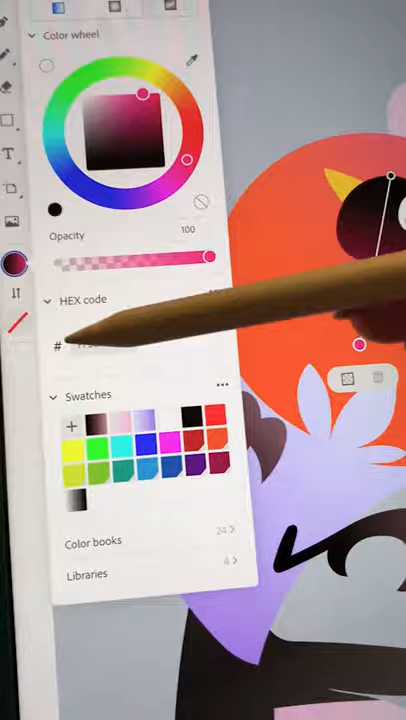 Color wheel
T
Opacity
100
HEX code
#
Swatches
Color books
24
Libraries
4